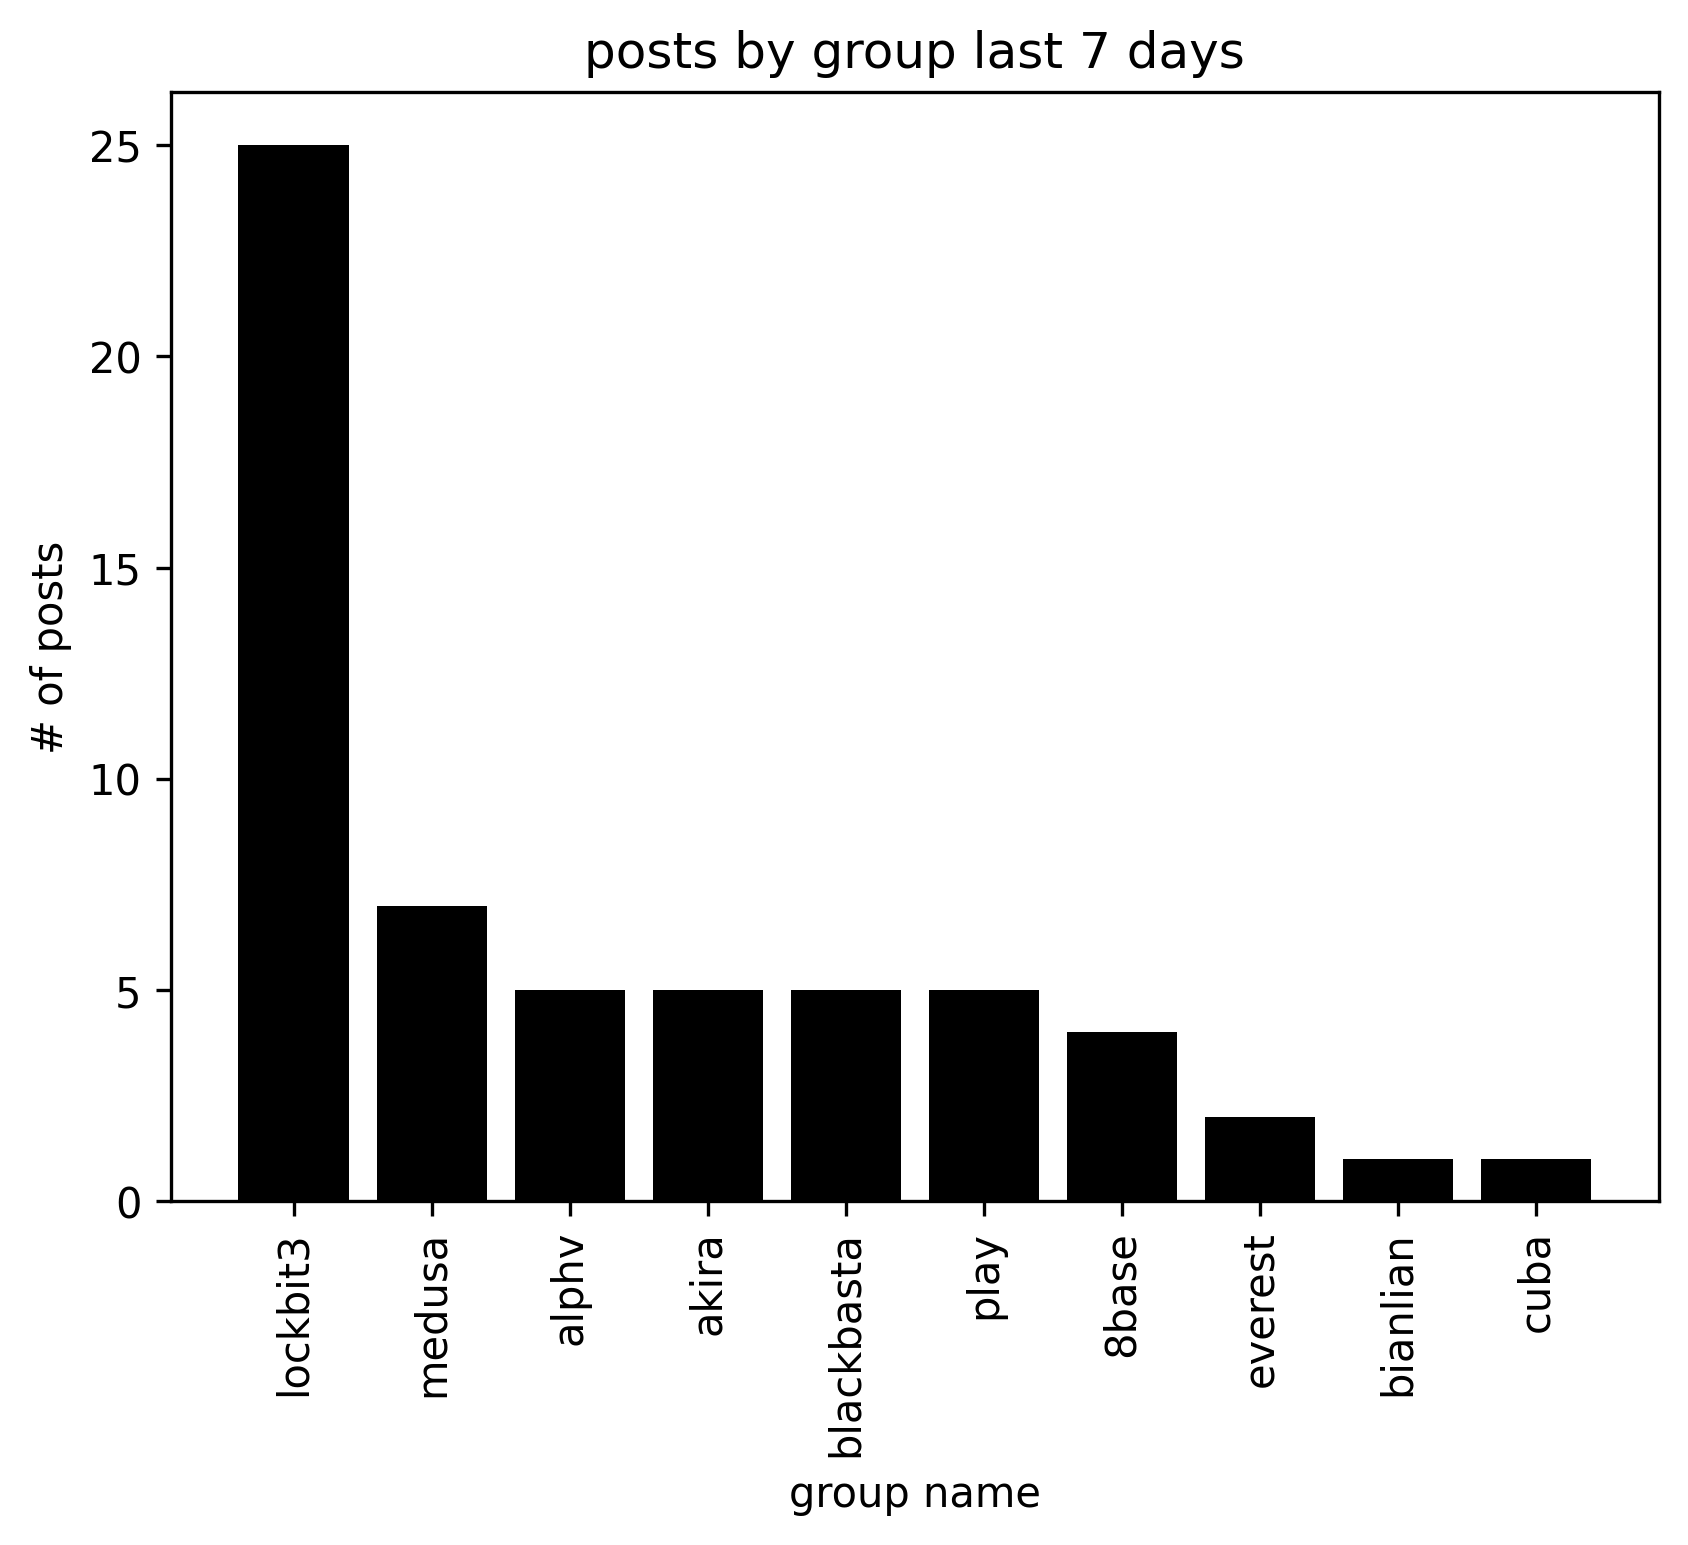 posts by group last 7 days
# of posts
25
20
15
10
5
0
lockbit3
medusa
alphv
akira
blackbasta
play
8base
everest
bianlian
cuba
group name